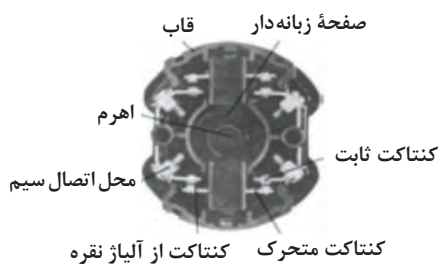 صفحهٔ زبانه‌دار
قاب
اهرم
کنتاکت ثابت
محل اتصال سیم
کنتاکت متحرک
کنتاکت از آلیاژ نقره